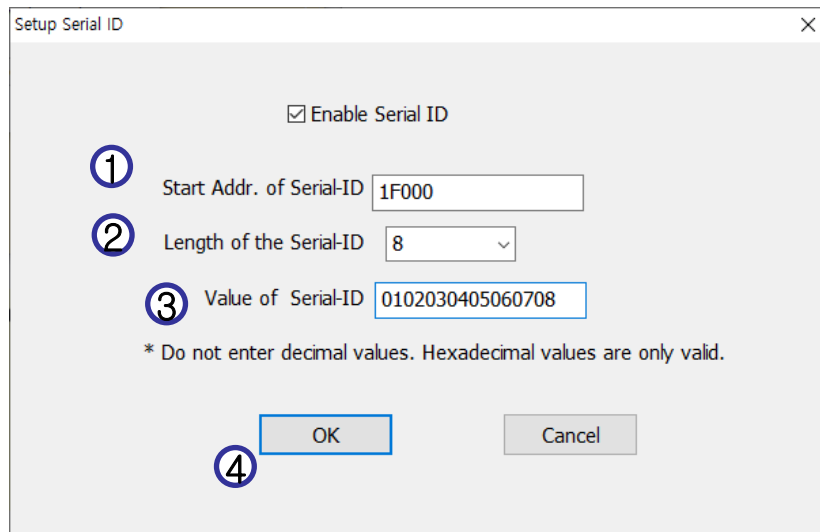 Setup Serial ID
Enable Serial ID
① Start Addr. of Serial-ID 1F000
② Length of the Serial-ID 8
③ Value of Serial-ID 0102030405060708
* Do not enter decimal values. Hexadecimal values are only valid.
OK Cancel
④